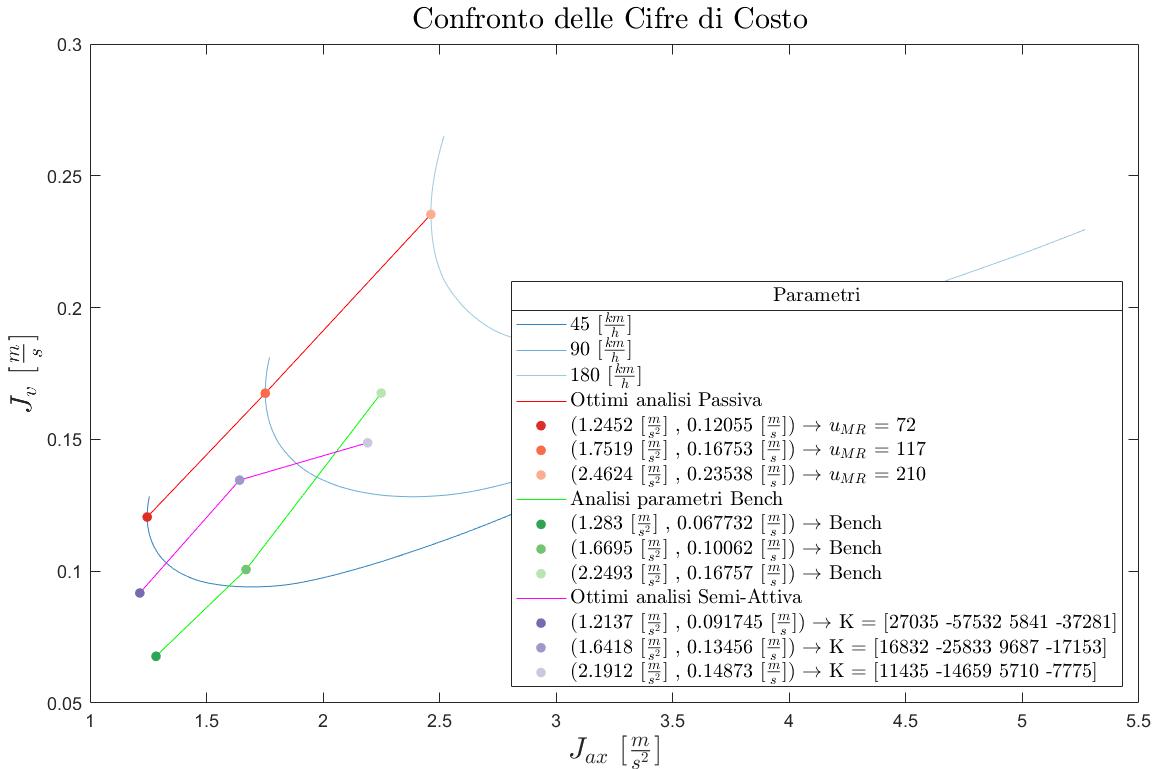 Confronto delle Cifre di Costo
0.3
0.25
0.2
0.15
0.1
0.05
J_v [m/s]
1 1.5 2 2.5 3 3.5 4 4.5 5 5.5
J_ax [m/s²]
Parametri
45 [km/h]
90 [km/h]
180 [km/h]
Ottimi analisi Passiva
(1.2452 [m/s²] , 0.12055 [m/s]) → u_MR = 72
(1.7519 [m/s²] , 0.16753 [m/s]) → u_MR = 117
(2.4624 [m/s²] , 0.23538 [m/s]) → u_MR = 210
Analisi parametri Bench
(1.283 [m/s²] , 0.067732 [m/s]) → Bench
(1.6695 [m/s²] , 0.10062 [m/s]) → Bench
(2.2493 [m/s²] , 0.16757 [m/s]) → Bench
Ottimi analisi Semi-Attiva
(1.2137 [m/s²] , 0.091745 [m/s]) → K = [27035 -57532 5841 -37281]
(1.6418 [m/s²] , 0.13456 [m/s]) → K = [16832 -25833 9687 -17153]
(2.1912 [m/s²] , 0.14873 [m/s]) → K = [11435 -14659 5710 -7775]